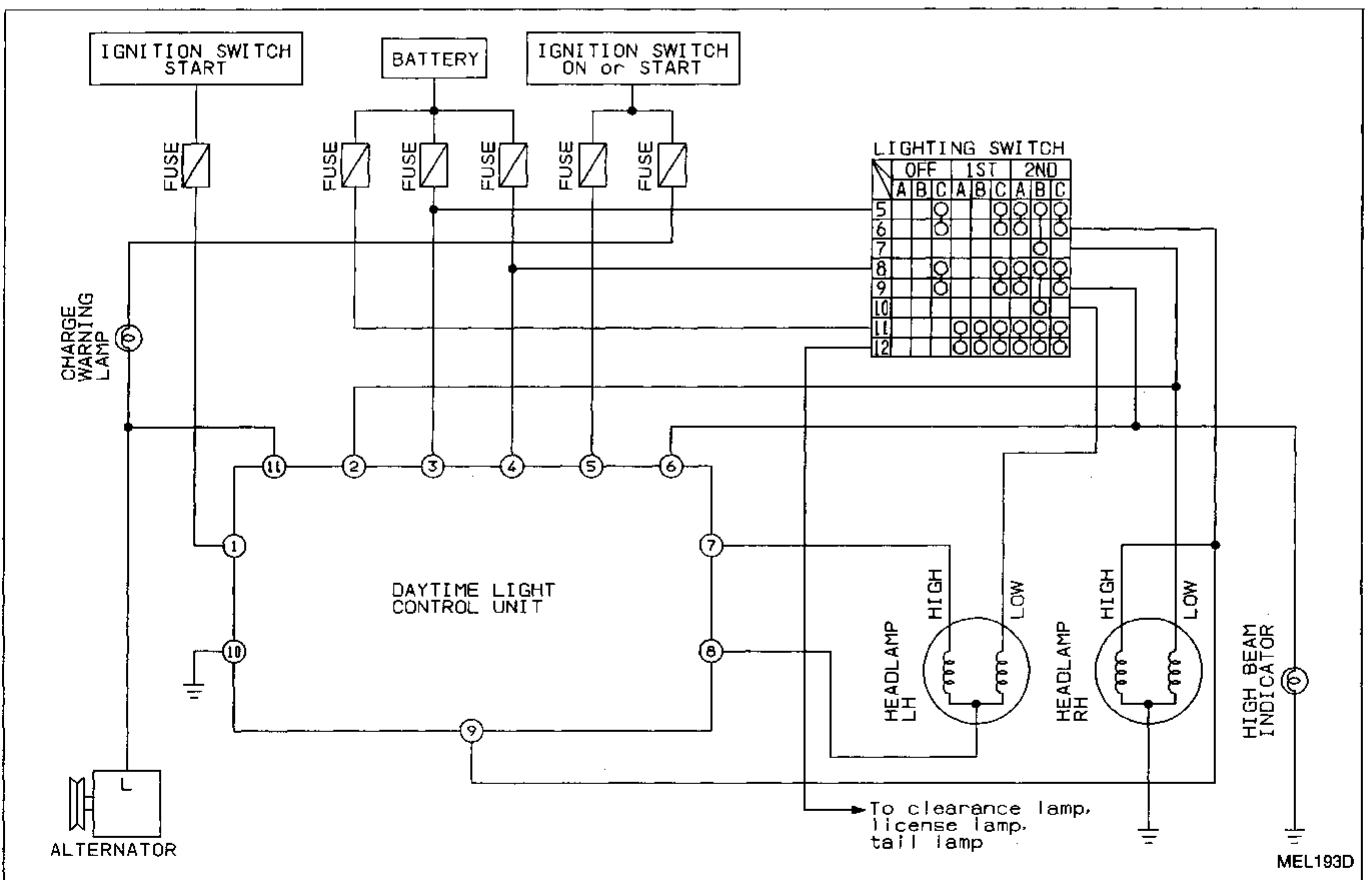 IGNITION SWITCH
START
BATTERY
IGNITION SWITCH
ON or START
FUSE
FUSE
FUSE
FUSE
FUSE
FUSE
LIGHTING SWITCH
OFF 1ST 2ND
A B C A B C A B C
5
6
7
8
9
10
11
12
CHARGE
WARNING
LAMP
11 2 3 4 5 6
1
7
DAYTIME LIGHT
CONTROL UNIT
10
8
9
HIGH
LOW
HEADLAMP
LH
HIGH
LOW
HEADLAMP
RH
HIGH BEAM
INDICATOR
L
ALTERNATOR
To clearance lamp,
license lamp,
tail lamp
MEL193D